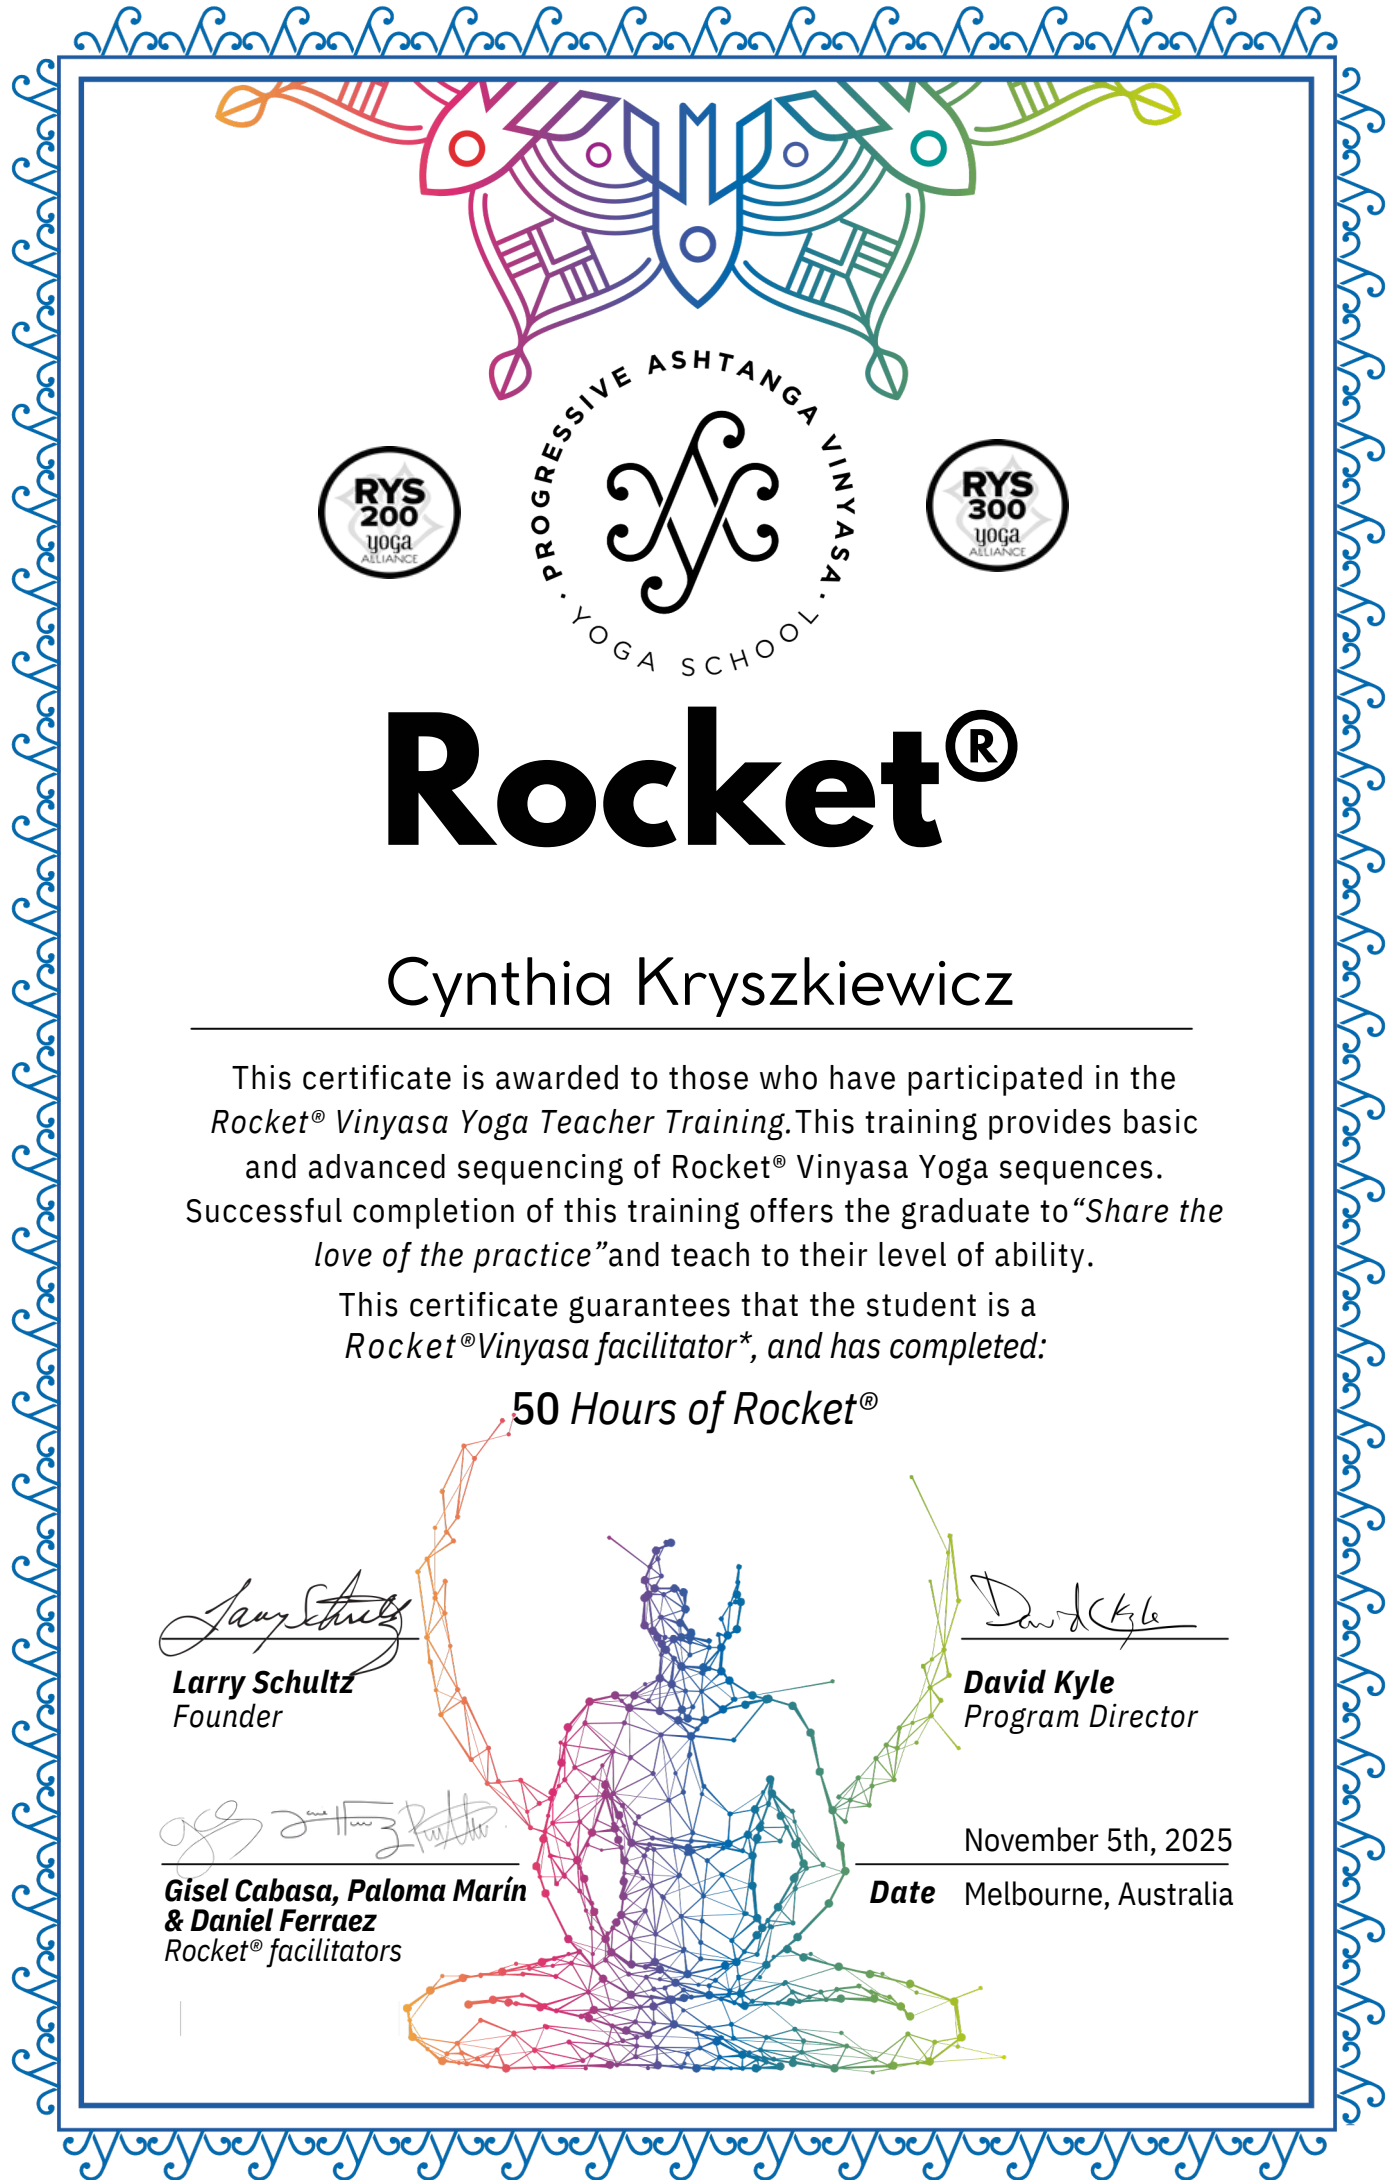 PROGRESSIVE ASHTANGA VINYASA
· YOGA SCHOOL ·
RYS
200
yoga
ALLIANCE
RYS
300
yoga
ALLIANCE
Rocket®
Cynthia Kryszkiewicz
This certificate is awarded to those who have participated in the
Rocket® Vinyasa Yoga Teacher Training.This training provides basic
and advanced sequencing of Rocket® Vinyasa Yoga sequences.
Successful completion of this training offers the graduate to“Share the
love of the practice”and teach to their level of ability.
This certificate guarantees that the student is a
Rocket®Vinyasa facilitator*, and has completed:
50 Hours of Rocket®
Larry Schultz
Larry Schultz
Founder
David Kyle
David Kyle
Program Director
Gisel Cabasa, Paloma Marín
& Daniel Ferraez
Rocket® facilitators
November 5th, 2025
Date Melbourne, Australia